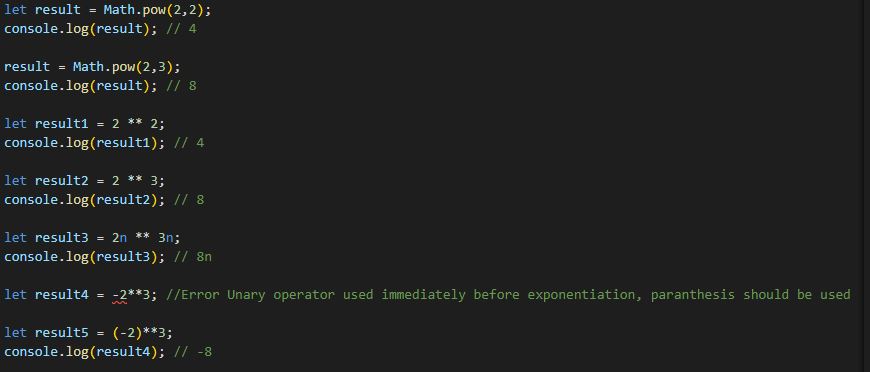 let result = Math.pow(2,2);
console.log(result); // 4
result = Math.pow(2,3);
console.log(result); // 8
let result1 = 2 ** 2;
console.log(result1); // 4
let result2 = 2 ** 3;
console.log(result2); // 8
let result3 = 2n ** 3n;
console.log(result3); // 8n
let result4 = -2**3; //Error Unary operator used immediately before exponentiation, paranthesis should be used
let result5 = (-2)**3;
console.log(result4); // -8